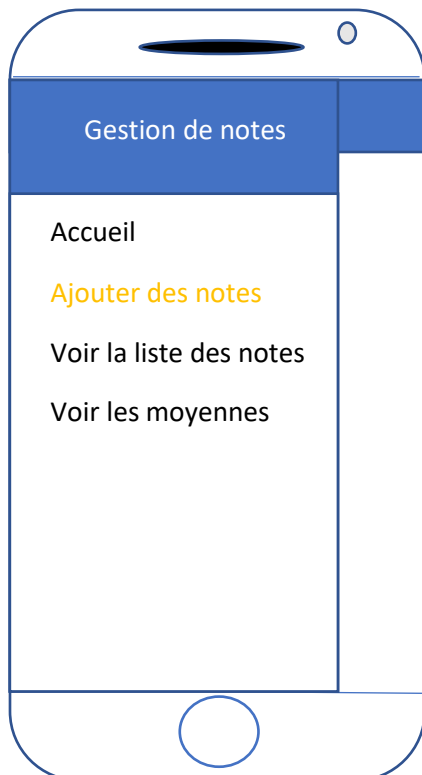 Gestion de notes
Accueil
Ajouter des notes
Voir la liste des notes
Voir les moyennes